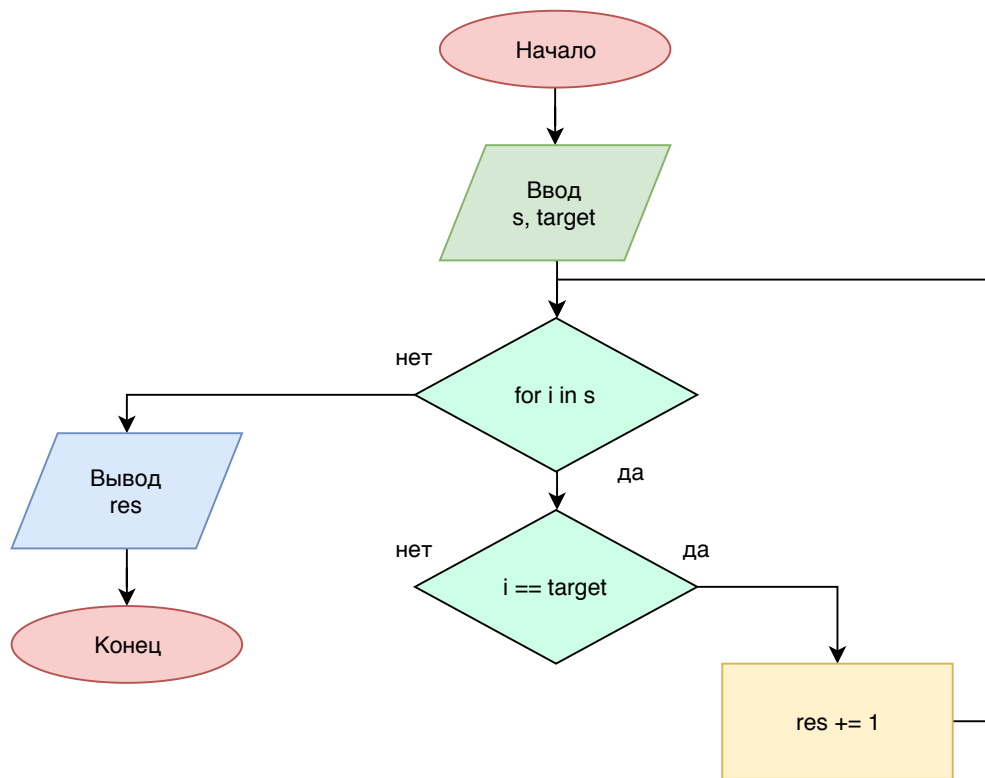 Начало
Ввод
s, target
нет
for i in s
да
Вывод
res
нет
да
i == target
Конец
res += 1